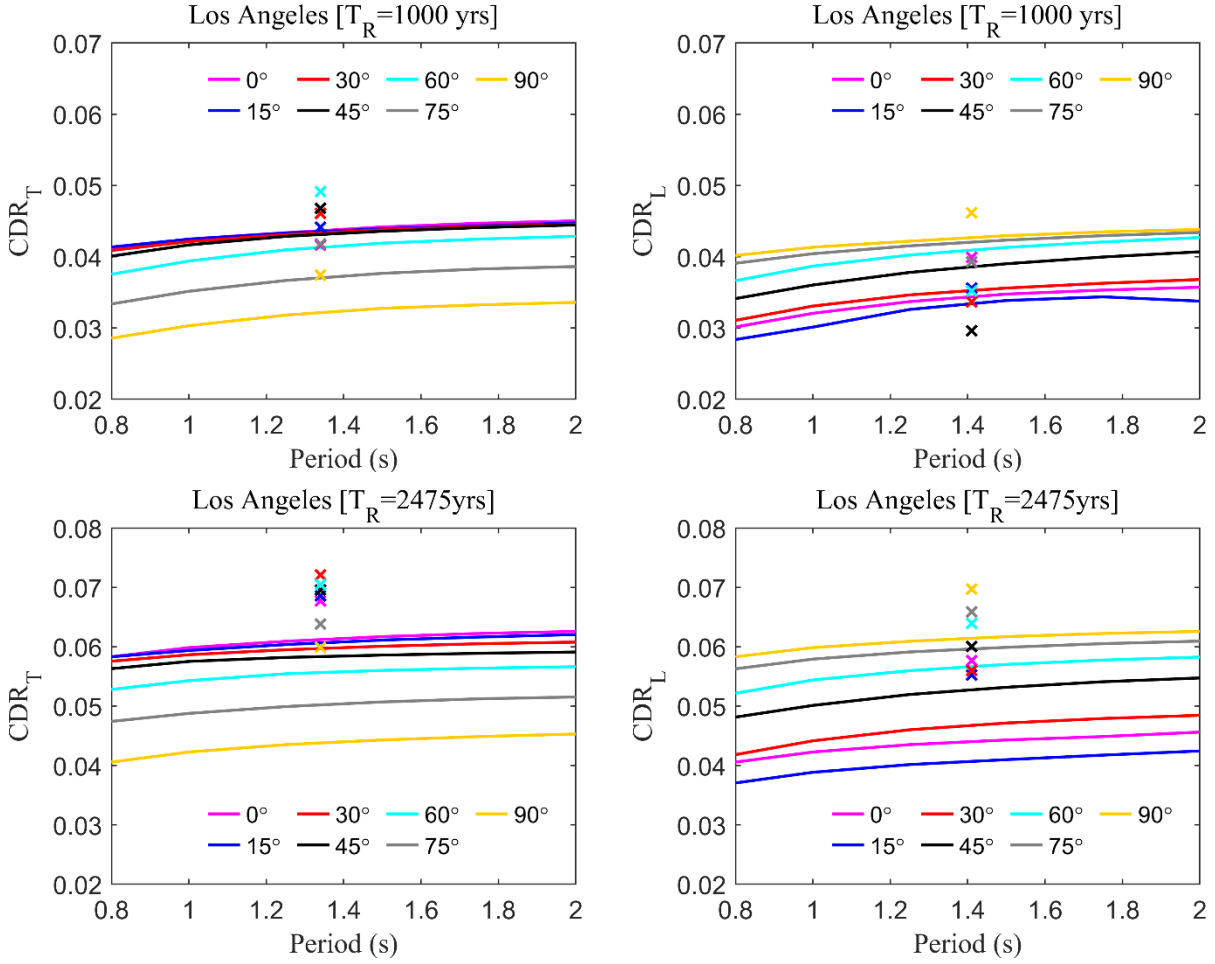 Los Angeles [T_R=1000 yrs]
0.07
0.06
0.05
0.04
0.03
0.02
CDR_T
0° 30° 60° 90°
15° 45° 75°
0.8 1 1.2 1.4 1.6 1.8 2
Period (s)
Los Angeles [T_R=1000 yrs]
0.07
0.06
0.05
0.04
0.03
0.02
CDR_L
0° 30° 60° 90°
15° 45° 75°
0.8 1 1.2 1.4 1.6 1.8 2
Period (s)
Los Angeles [T_R=2475yrs]
0.08
0.07
0.06
0.05
0.04
0.03
0.02
CDR_T
0° 30° 60° 90°
15° 45° 75°
0.8 1 1.2 1.4 1.6 1.8 2
Period (s)
Los Angeles [T_R=2475yrs]
0.08
0.07
0.06
0.05
0.04
0.03
0.02
CDR_L
0° 30° 60° 90°
15° 45° 75°
0.8 1 1.2 1.4 1.6 1.8 2
Period (s)